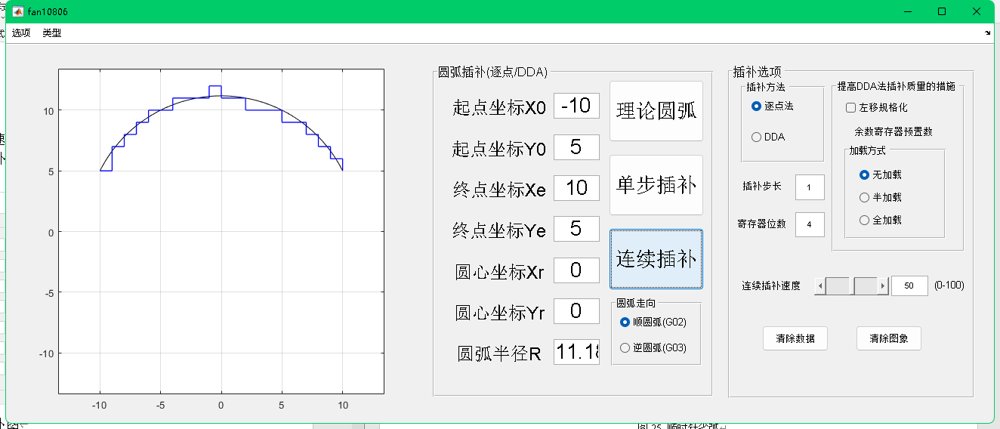 fan10806
选项 类型
10
5
0
-5
-10
-10 -5 0 5 10
圆弧插补(逐点/DDA)
起点坐标X0 -10
起点坐标Y0 5
终点坐标Xe 10
终点坐标Ye 5
圆心坐标Xr 0
圆心坐标Yr 0
圆弧半径R 11.18
理论圆弧
单步插补
连续插补
圆弧走向
顺圆弧(G02)
逆圆弧(G03)
插补选项
插补方法
逐点法
DDA
插补步长 1
寄存器位数 4
提高DDA法插补质量的措施
左移规格化
余数寄存器预置数
加载方式
无加载
半加载
全加载
连续插补速度 50 (0-100)
清除数据 清除图象